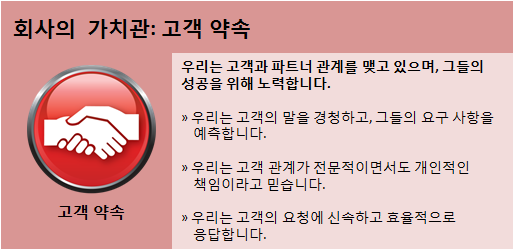 회사의 가치관: 고객 약속
우리는 고객과 파트너 관계를 맺고 있으며, 그들의
성공을 위해 노력합니다.
» 우리는 고객의 말을 경청하고, 그들의 요구 사항을
예측합니다.
» 우리는 고객 관계가 전문적이면서도 개인적인
책임이라고 믿습니다.
» 우리는 고객의 요청에 신속하고 효율적으로
응답합니다.
고객 약속